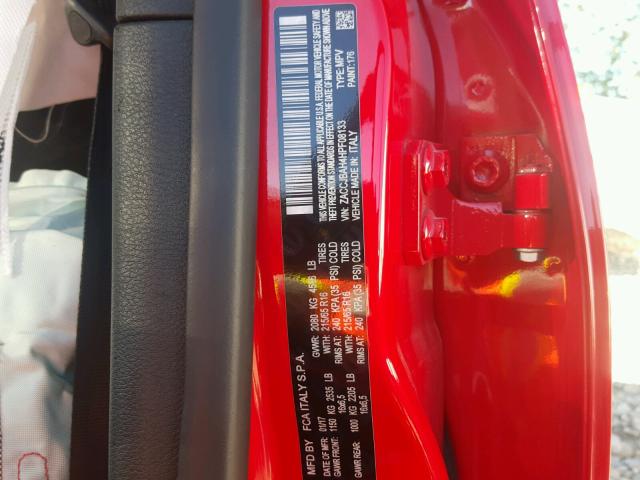 MFD BY FCA ITALY S.P.A.
DATE OF MFR: 01/17 GVWR: 2080 KG LB
GAWR FRONT: 1150 KG 2535 LB WITH: 215/65 R16 TIRES
16x6,5 RIMS AT: 240 KPA (35 PSI) COLD
GAWR REAR 1000 KG 2205 LB WITH: 215/65 R16 TIRES
16x6,5 RIMS AT: 240 KPA (35 PSI) COLD
THIS VEHICLE CONFORMS TO ALL APPLICABLE U.S.A. FEDERAL MOTOR VEHICLE SAFETY AND
THEFT PREVENTION STANDARDS IN EFFECT ON THE DATE OF MANUFACTURE SHOWN ABOVE
VIN: ZACCJBAH4HPF08133 TYPE: MPV
VEHICLE MADE IN: ITALY PAINT: 176